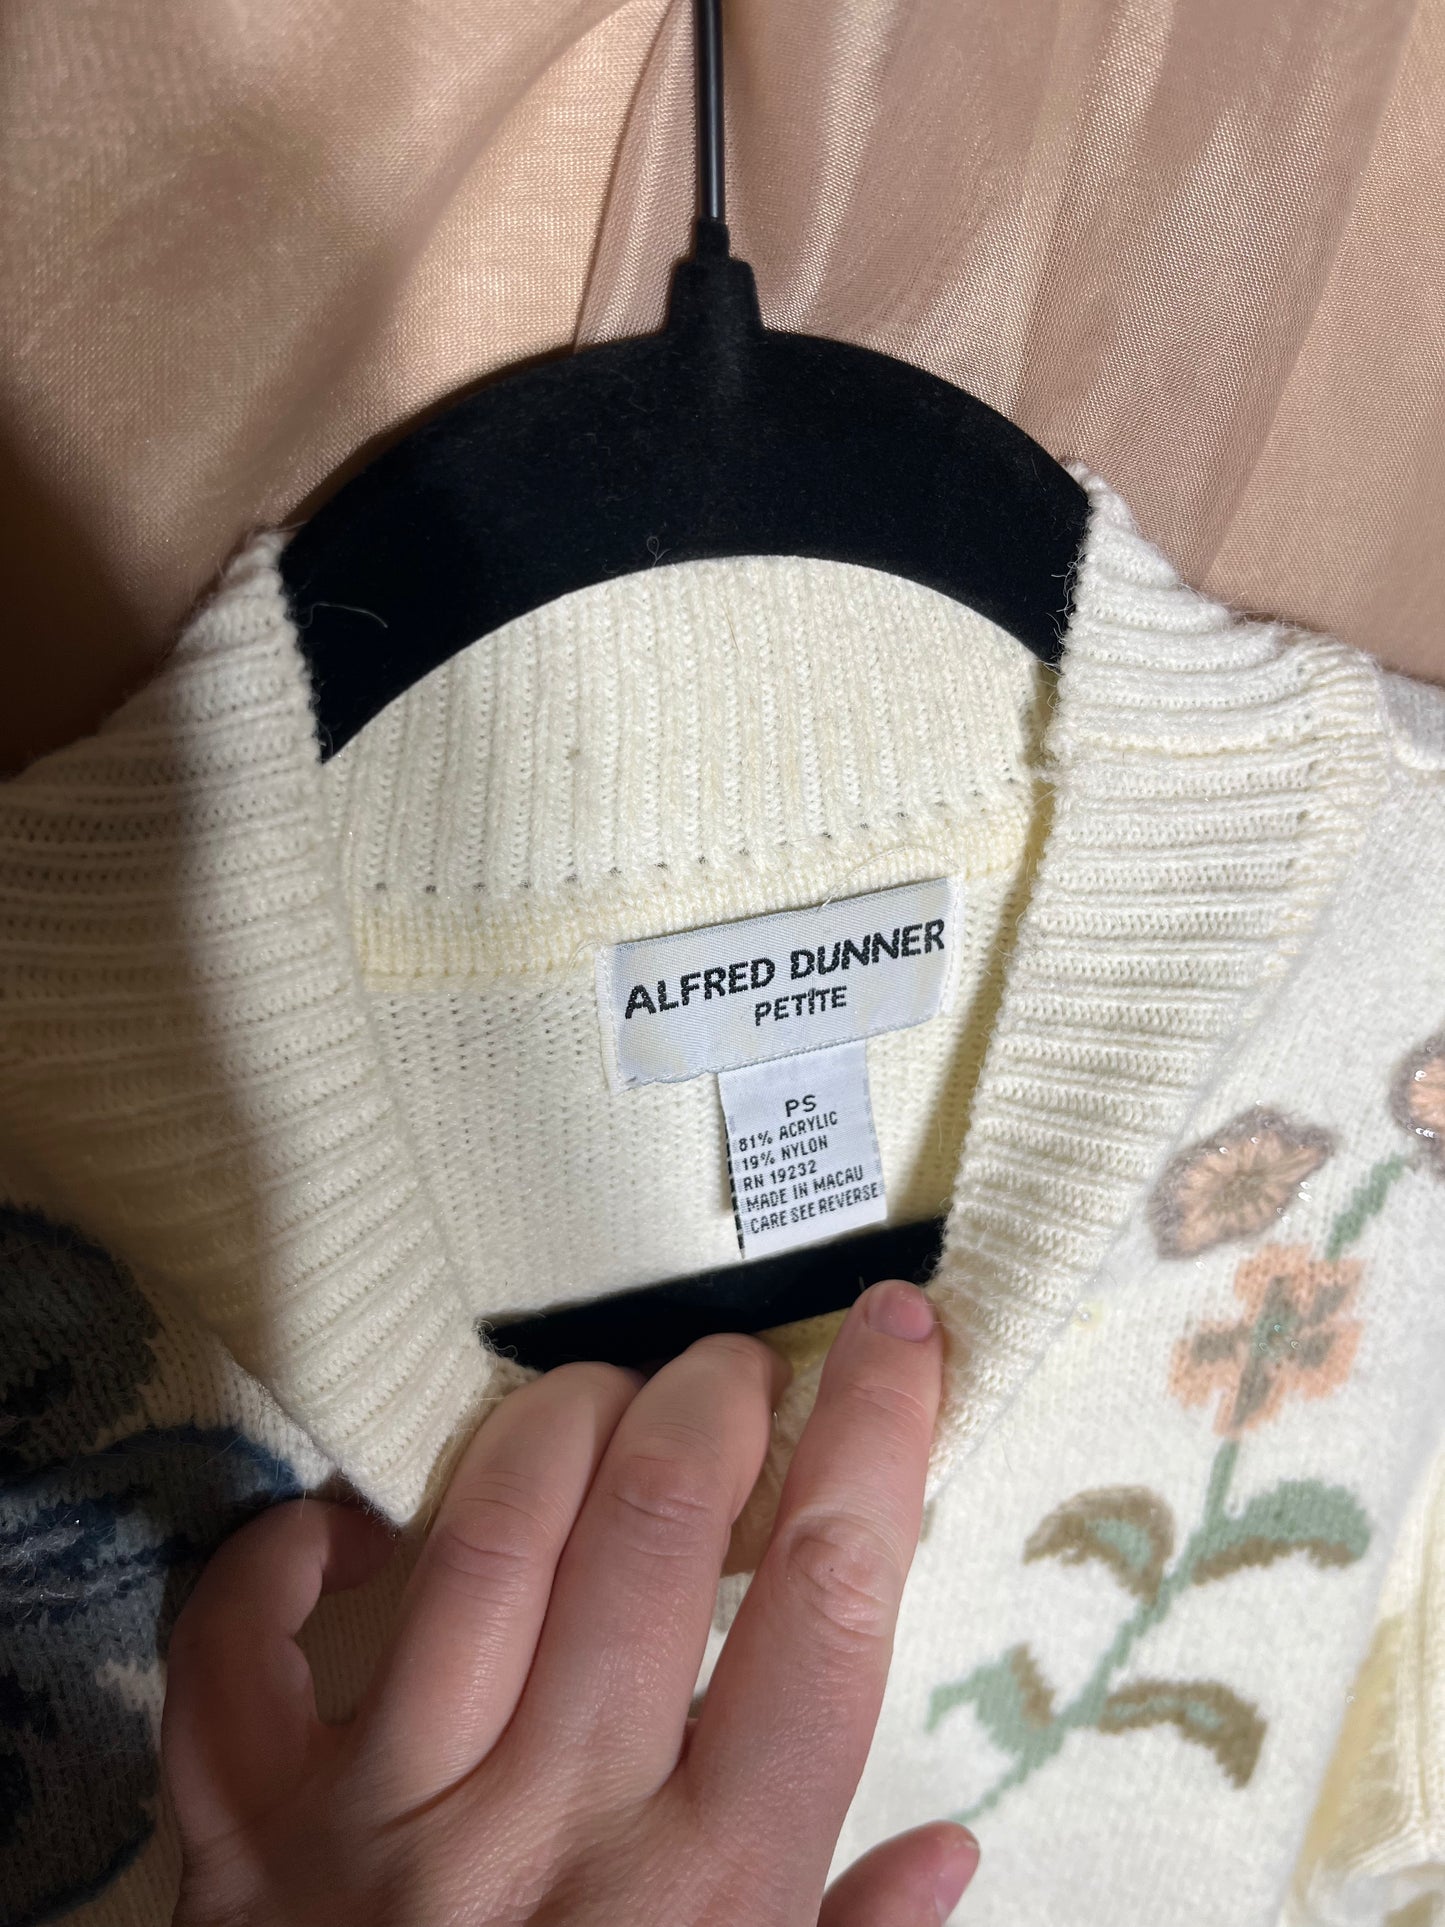 ALFRED DUNNER
PETITE
PS
81% ACRYLIC
19% NYLON
RN 19232
MADE IN MACAU
CARE SEE REVERSE